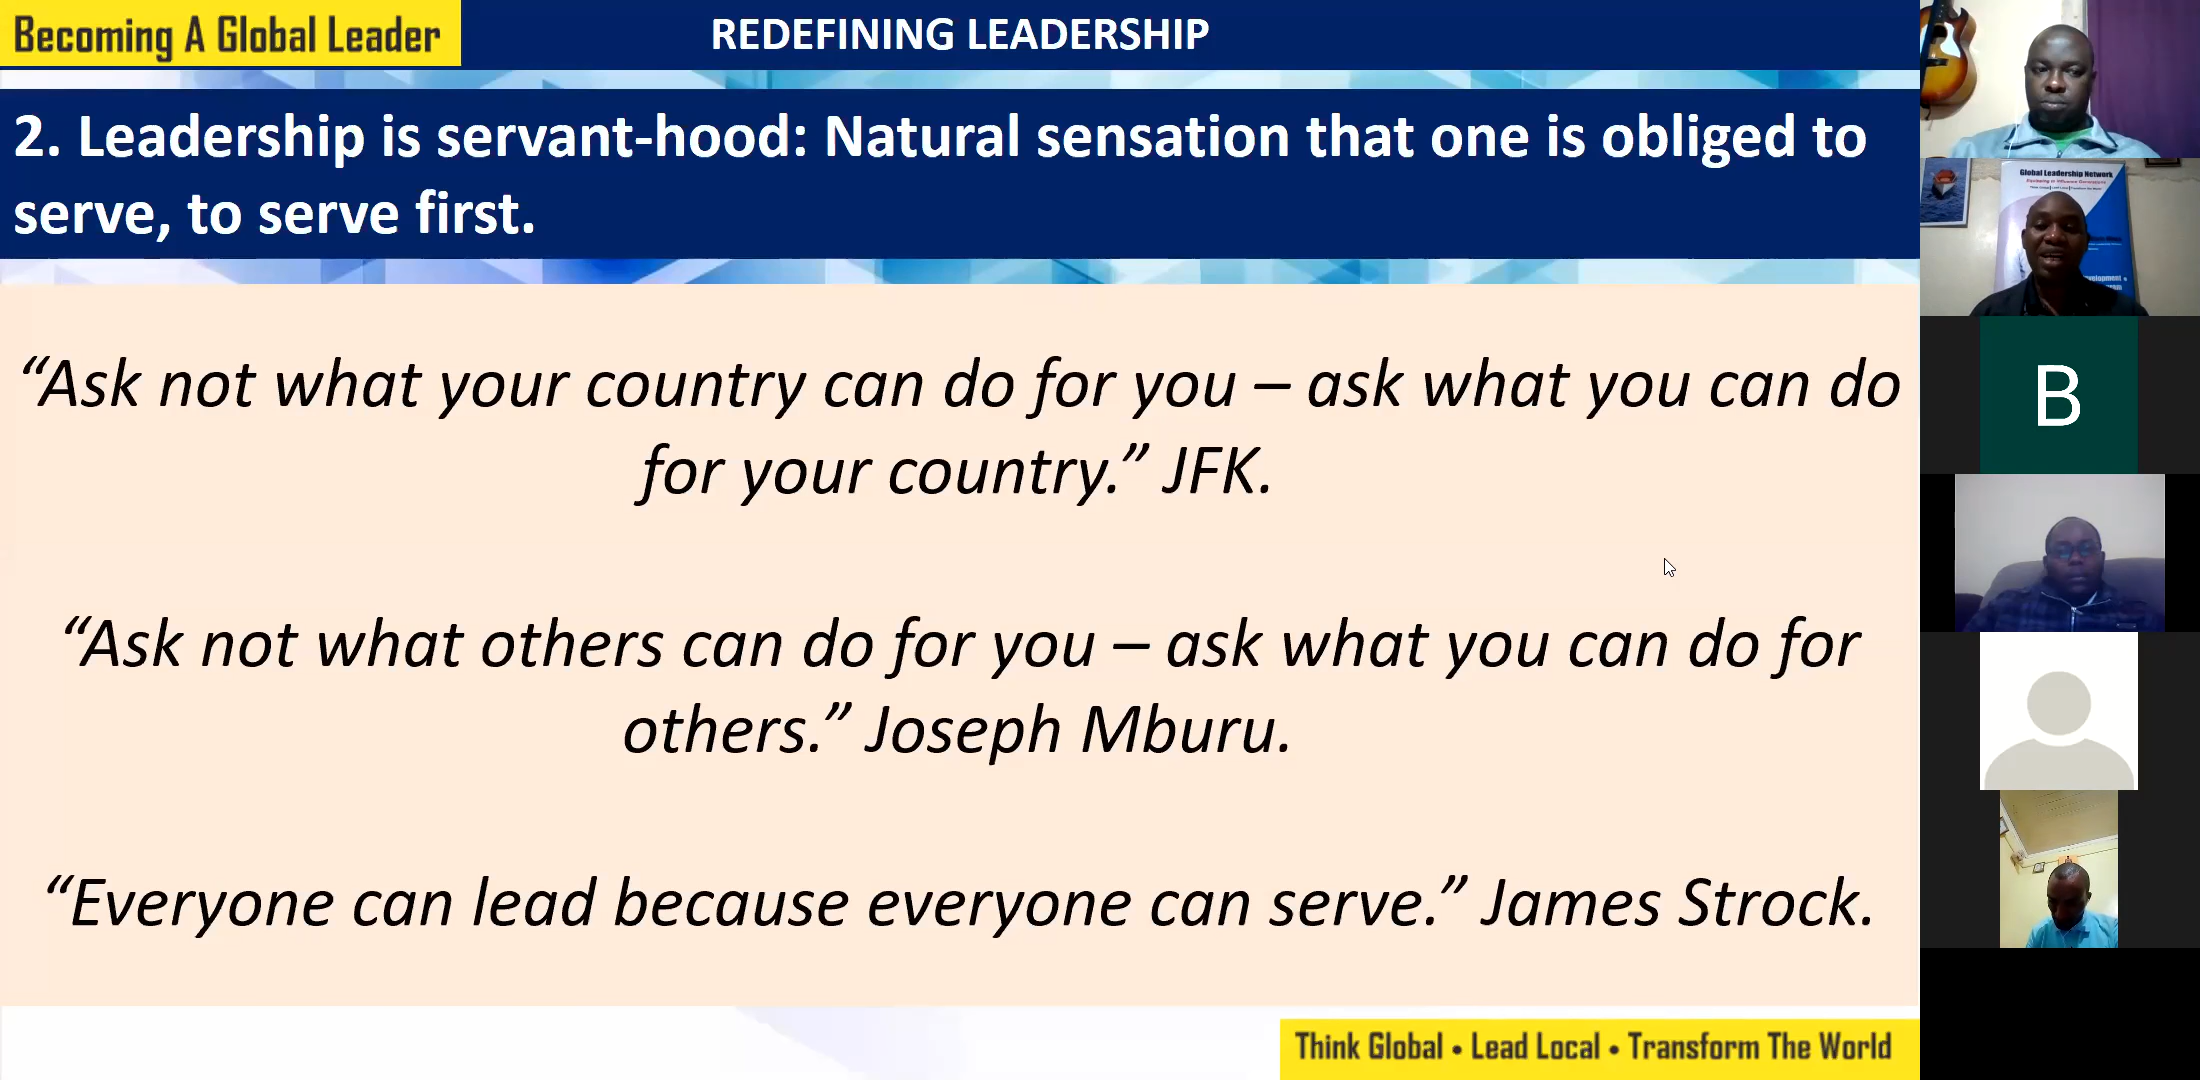 Becoming A Global Leader
REDEFINING LEADERSHIP
2. Leadership is servant-hood: Natural sensation that one is obliged to
serve, to serve first.
“Ask not what your country can do for you – ask what you can do
for your country.” JFK.
“Ask not what others can do for you – ask what you can do for
others.” Joseph Mburu.
“Everyone can lead because everyone can serve.” James Strock.
Think Global • Lead Local • Transform The World
Global Leadership Network
B